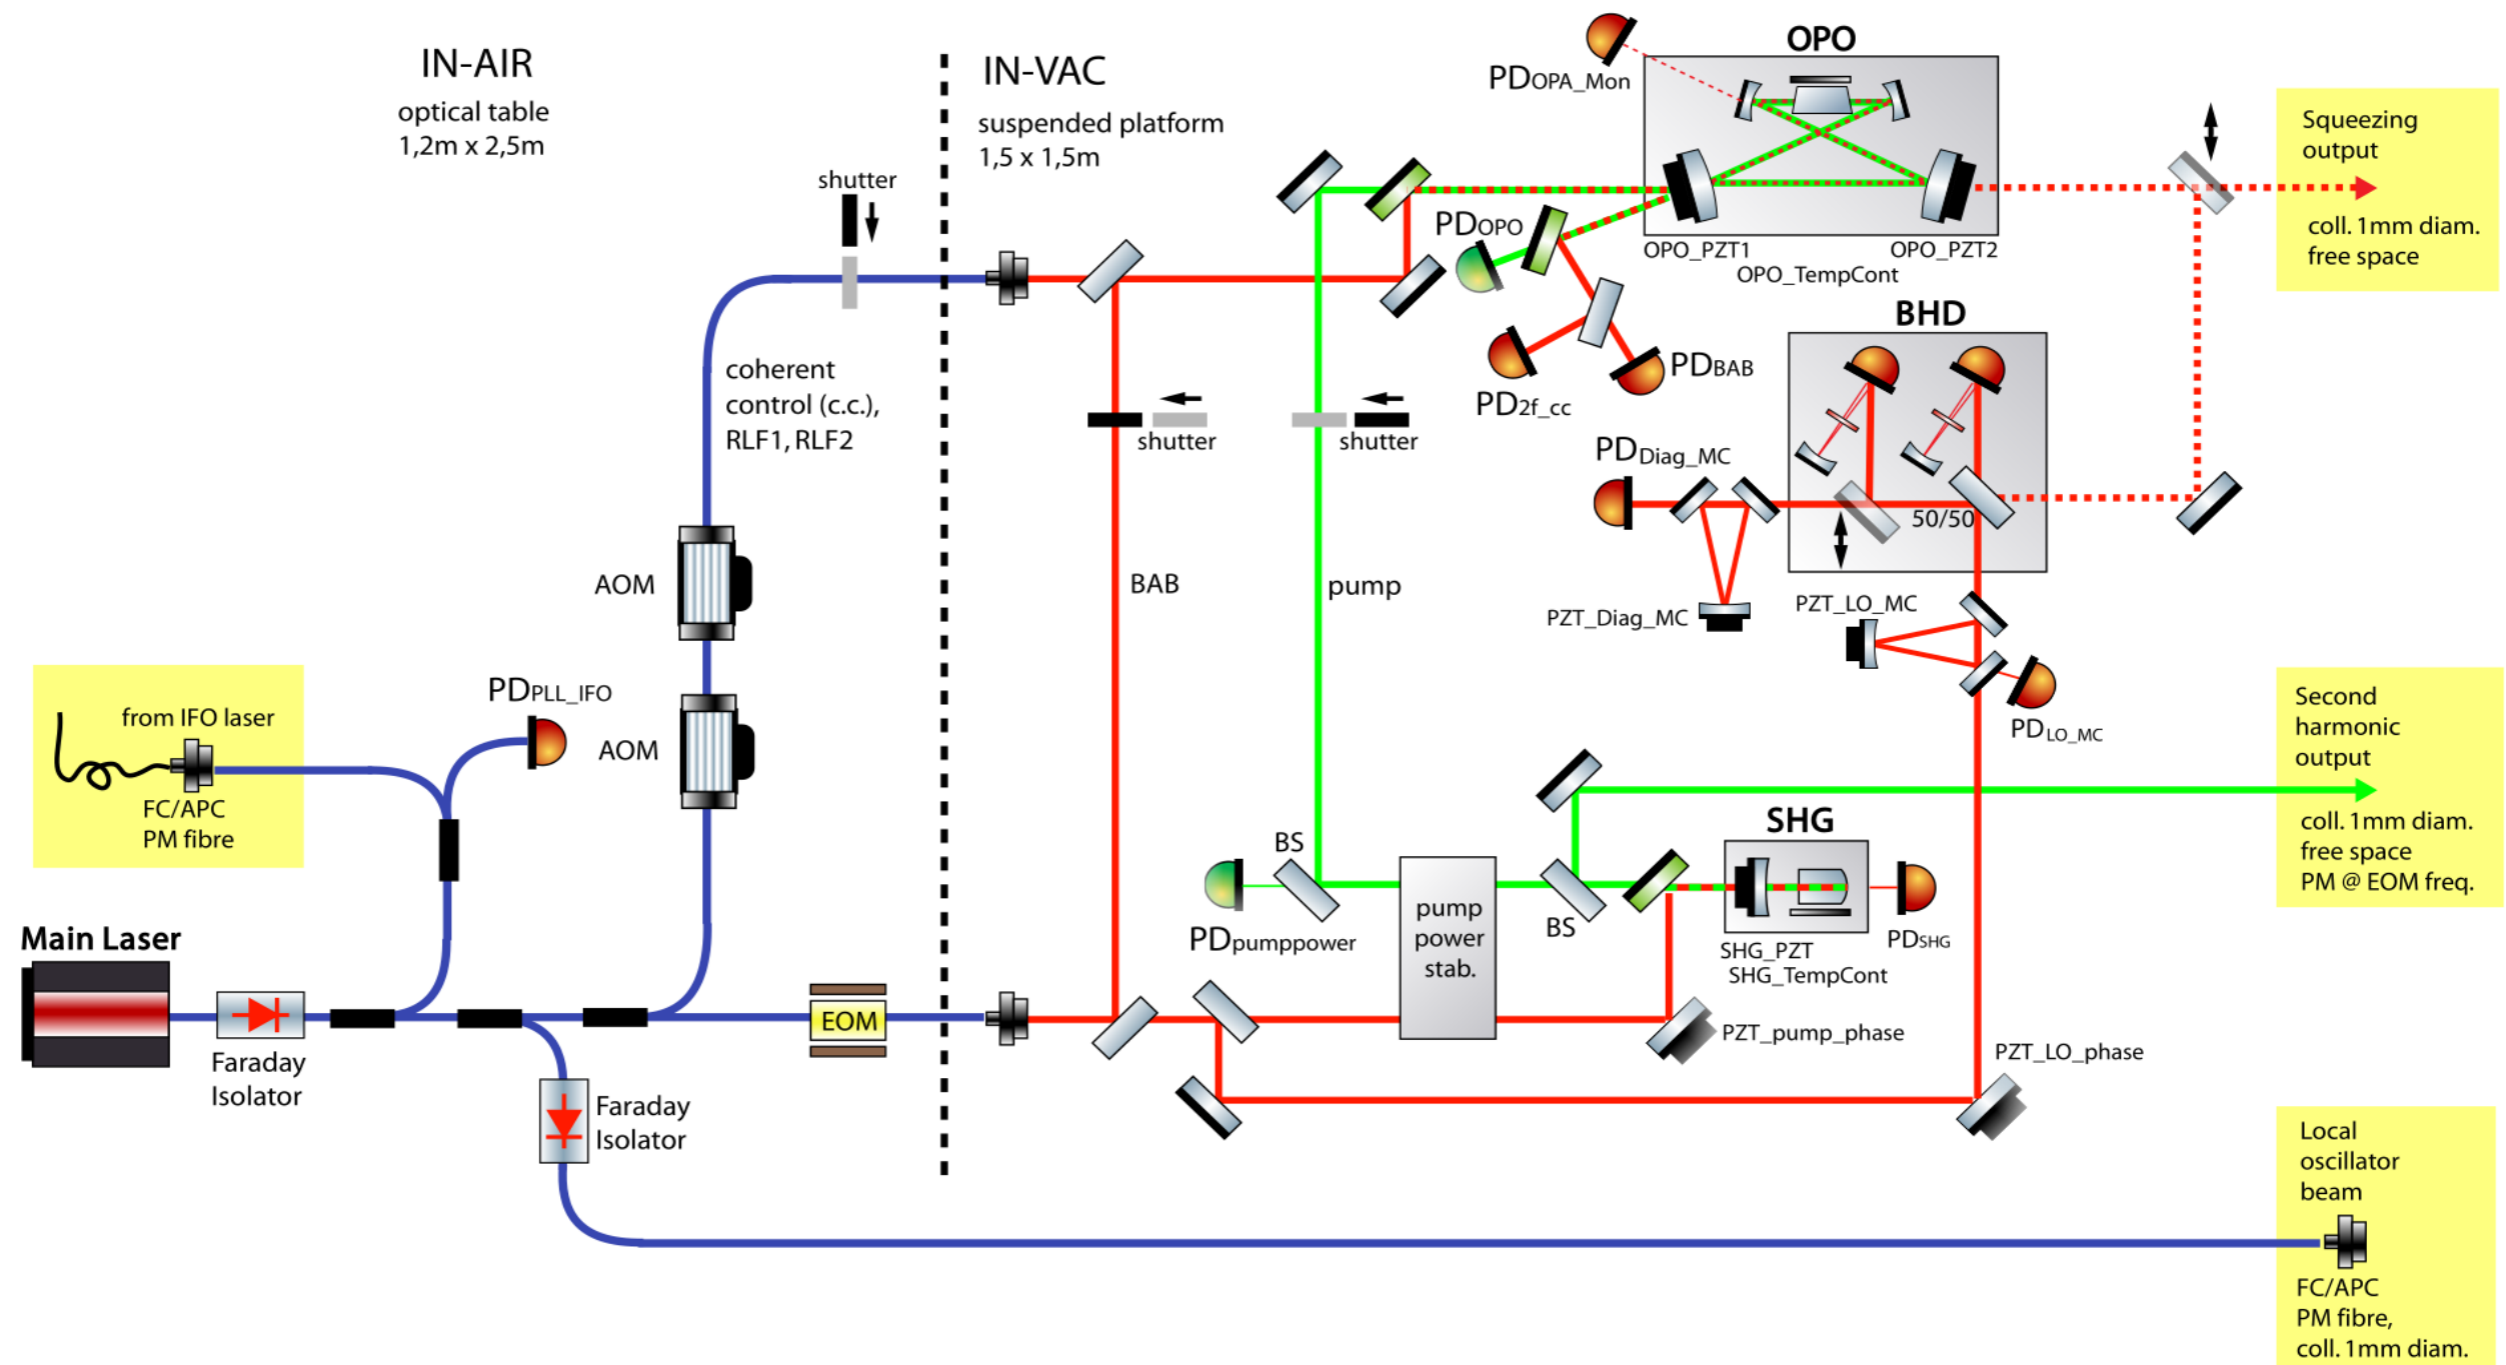 IN-AIR
optical table
1,2m x 2,5m
IN-VAC
suspended platform
1,5 x 1,5m
shutter
coherent
control (c.c.),
RLF1, RLF2
AOM
AOM
from IFO laser
FC/APC
PM fibre
PDPLL_IFO
Main Laser
Faraday
Isolator
Faraday
Isolator
EOM
BAB
shutter
pump
shutter
PDOPA_Mon
OPO
PDOPO
OPO_PZT1
OPO_PZT2
OPO_TempCont
PD2f_cc
PDBAB
BHD
PDDiag_MC
50/50
PZT_Diag_MC
PZT_LO_MC
PDLO_MC
BS
PDpumppower
pump
power
stab.
BS
SHG
SHG_PZT
SHG_TempCont
PDSHG
PZT_pump_phase
PZT_LO_phase
Squeezing
output
coll. 1mm diam.
free space
Second
harmonic
output
coll. 1mm diam.
free space
PM @ EOM freq.
Local
oscillator
beam
FC/APC
PM fibre,
coll. 1mm diam.